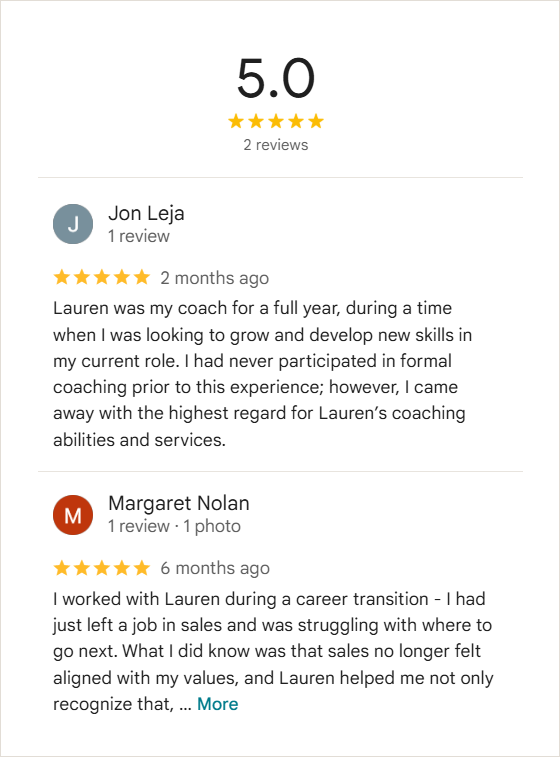 5.0
2 reviews
J
Jon Leja
1 review
2 months ago
Lauren was my coach for a full year, during a time
when I was looking to grow and develop new skills in
my current role. I had never participated in formal
coaching prior to this experience; however, I came
away with the highest regard for Lauren’s coaching
abilities and services.
M
Margaret Nolan
1 review · 1 photo
6 months ago
I worked with Lauren during a career transition - I had
just left a job in sales and was struggling with where to
go next. What I did know was that sales no longer felt
aligned with my values, and Lauren helped me not only
recognize that, ... More